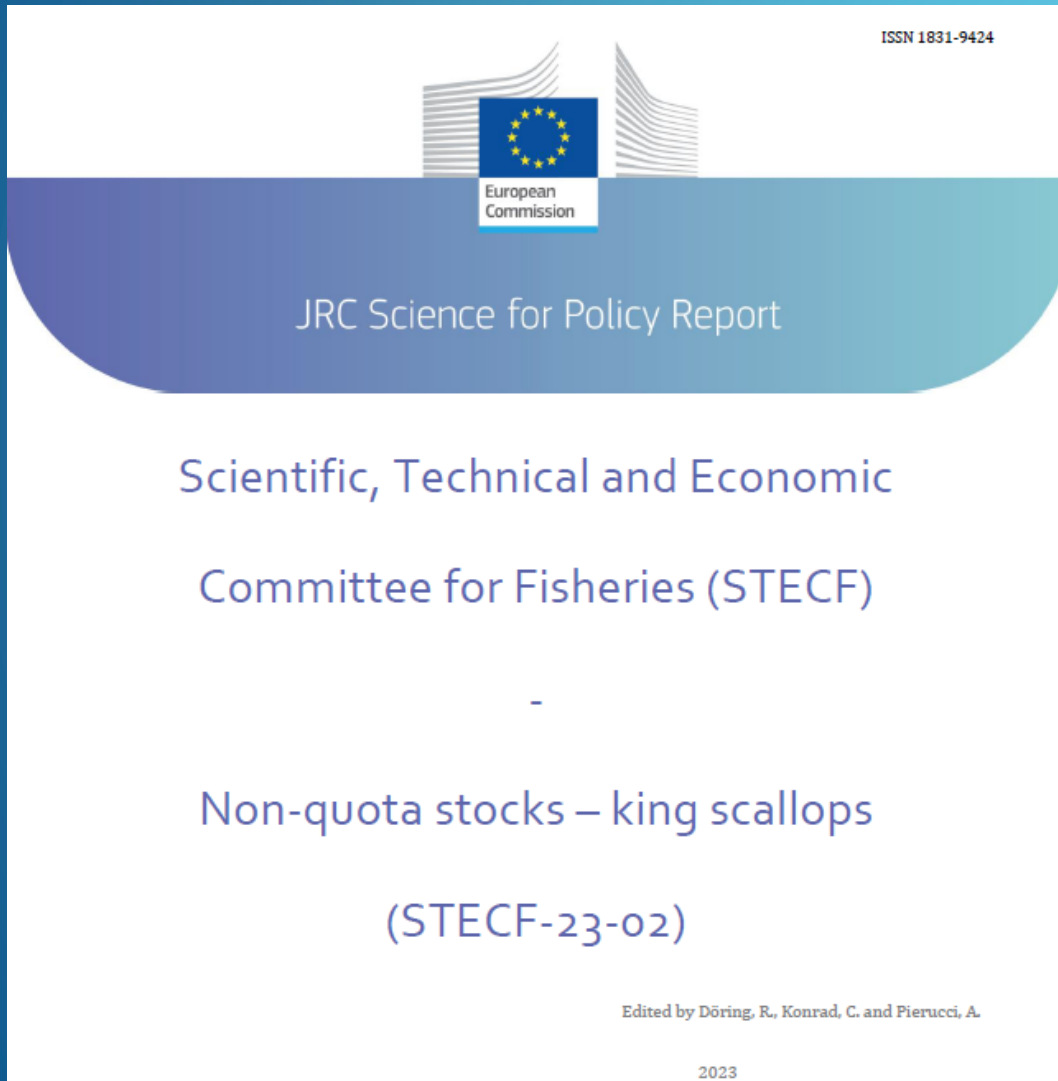 ISSN 1831-9424
European
Commission
JRC Science for Policy Report
Scientific, Technical and Economic
Committee for Fisheries (STECF)
-
Non-quota stocks – king scallops
(STECF-23-02)
Edited by Döring, R., Konrad, C. and Pierucci, A.
2023